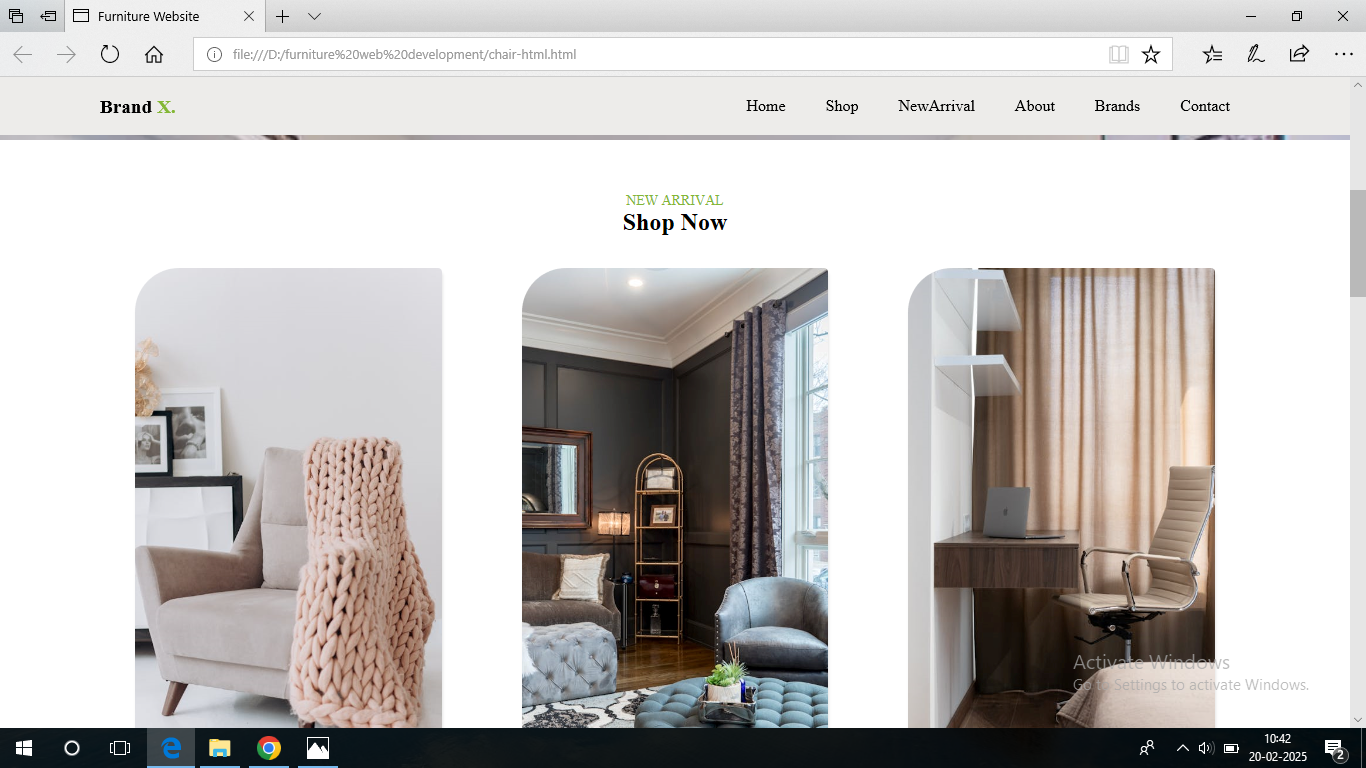 Furniture Website
file:///D:/furniture%20web%20development/chair-html.html
Brand X.
Home Shop NewArrival About Brands Contact
NEW ARRIVAL
Shop Now
Activate Windows
Go to Settings to activate Windows.
10:42
20-02-2025
2